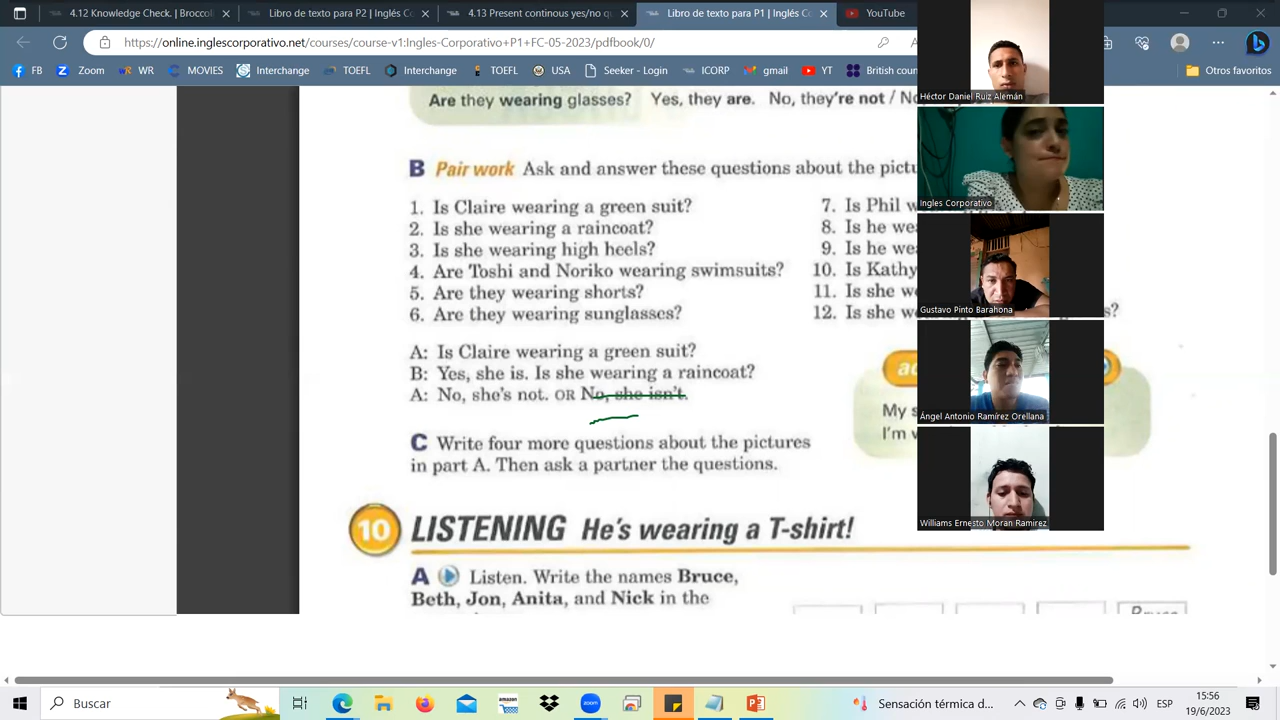 4.12 Knowledge Check. [ Broccol
Libro de texto para P2 | Inglés C
4.13 Present continous yes/no qu
Libro de texto para P1 | Inglés C
YouTube
https://online.inglescorporativo.net/courses/course-v1:Ingles-Corporativo+P1+FC-05-2023/pdfbook/0/
FB
Zoom
WR
MOVIES
Interchange
TOEFL
Interchange
TOEFL
USA
Seeker - Login
ICORP
gmail
YT
British coun
Otros favoritos
Are they wearing glasses? Yes, they are. No, they're not / No
B Pair work Ask and answer these questions about the pictu
1. Is Claire wearing a green suit?
2. Is she wearing a raincoat?
3. Is she wearing high heels?
4. Are Toshi and Noriko wearing swimsuits?
5. Are they wearing shorts?
6. Are they wearing sunglasses?
7. Is Phil w
8. Is he wea
9. Is he wea
10. Is Kathy
11. Is she w
12. Is she w s?
A: Is Claire wearing a green suit?
B: Yes, she is. Is she wearing a raincoat?
A: No, she's not. OR No, she isn't.
My s
I'm v
C Write four more questions about the pictures
in part A. Then ask a partner the questions.
10 LISTENING He's wearing a T-shirt!
A Listen. Write the names Bruce,
Beth, Jon, Anita, and Nick in the
Bruce
Héctor Daniel Ruiz Alemán
Ingles Corporativo
Gustavo Pinto Barahona
Ángel Antonio Ramírez Orellana
Williams Ernesto Moran Ramirez
Buscar
Sensación térmica d...
ESP
15:56
19/6/2023